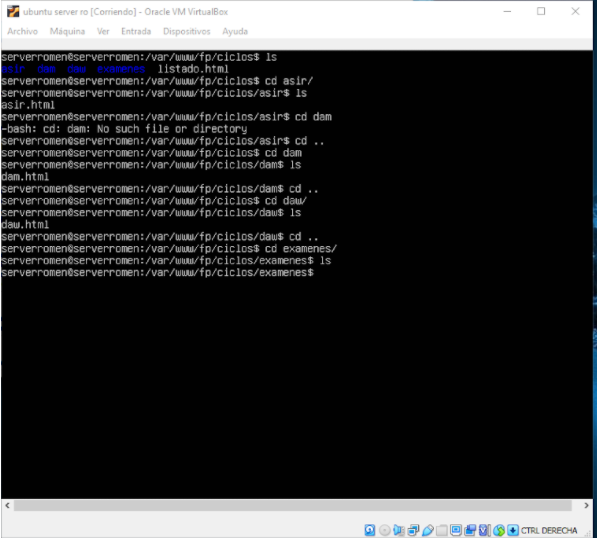 ubuntu server ro [Corriendo] - Oracle VM VirtualBox
Archivo Máquina Ver Entrada Dispositivos Ayuda
serverromen@serverromen:/var/www/fp/ciclos$ ls
asir dam daw examenes listado.html
serverromen@serverromen:/var/www/fp/ciclos$ cd asir/
serverromen@serverromen:/var/www/fp/ciclos/asir$ ls
asir.html
serverromen@serverromen:/var/www/fp/ciclos/asir$ cd dam
-bash: cd: dam: No such file or directory
serverromen@serverromen:/var/www/fp/ciclos/asir$ cd ..
serverromen@serverromen:/var/www/fp/ciclos$ cd dam
serverromen@serverromen:/var/www/fp/ciclos/dam$ ls
dam.html
serverromen@serverromen:/var/www/fp/ciclos/dam$ cd ..
serverromen@serverromen:/var/www/fp/ciclos$ cd daw/
serverromen@serverromen:/var/www/fp/ciclos/daw$ ls
daw.html
serverromen@serverromen:/var/www/fp/ciclos/daw$ cd ..
serverromen@serverromen:/var/www/fp/ciclos$ cd examenes/
serverromen@serverromen:/var/www/fp/ciclos/examenes$ ls
serverromen@serverromen:/var/www/fp/ciclos/examenes$
CTRL DERECHA